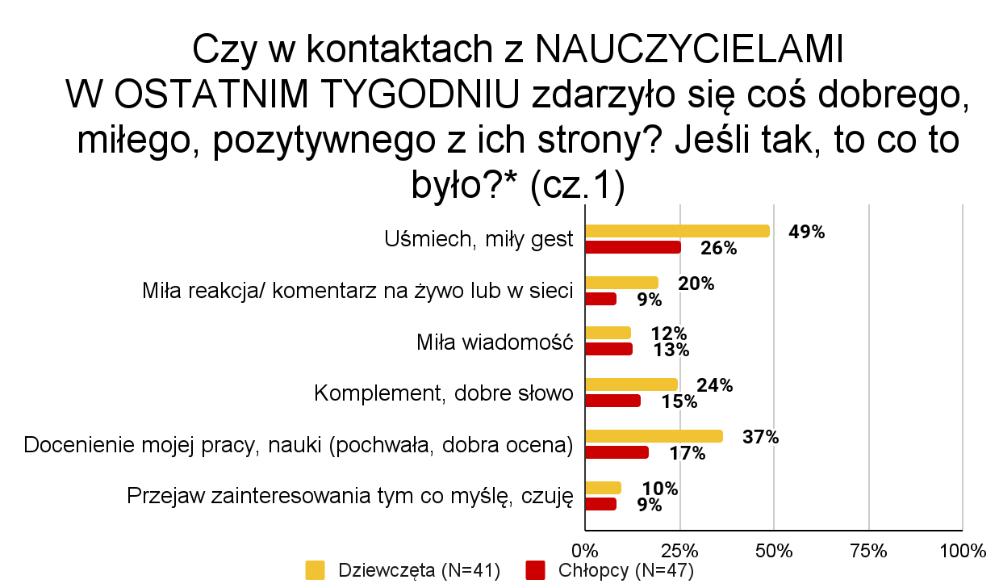 Czy w kontaktach z NAUCZYCIELAMI
W OSTATNIM TYGODNIU zdarzyło się coś dobrego,
miłego, pozytywnego z ich strony? Jeśli tak, to co to
było?* (cz.1)
Uśmiech, miły gest
49%
26%
Miła reakcja/ komentarz na żywo lub w sieci
20%
9%
Miła wiadomość
12%
13%
Komplement, dobre słowo
24%
15%
Docenienie mojej pracy, nauki (pochwała, dobra ocena)
37%
17%
Przejaw zainteresowania tym co myślę, czuję
10%
9%
0% 25% 50% 75% 100%
Dziewczęta (N=41) Chłopcy (N=47)